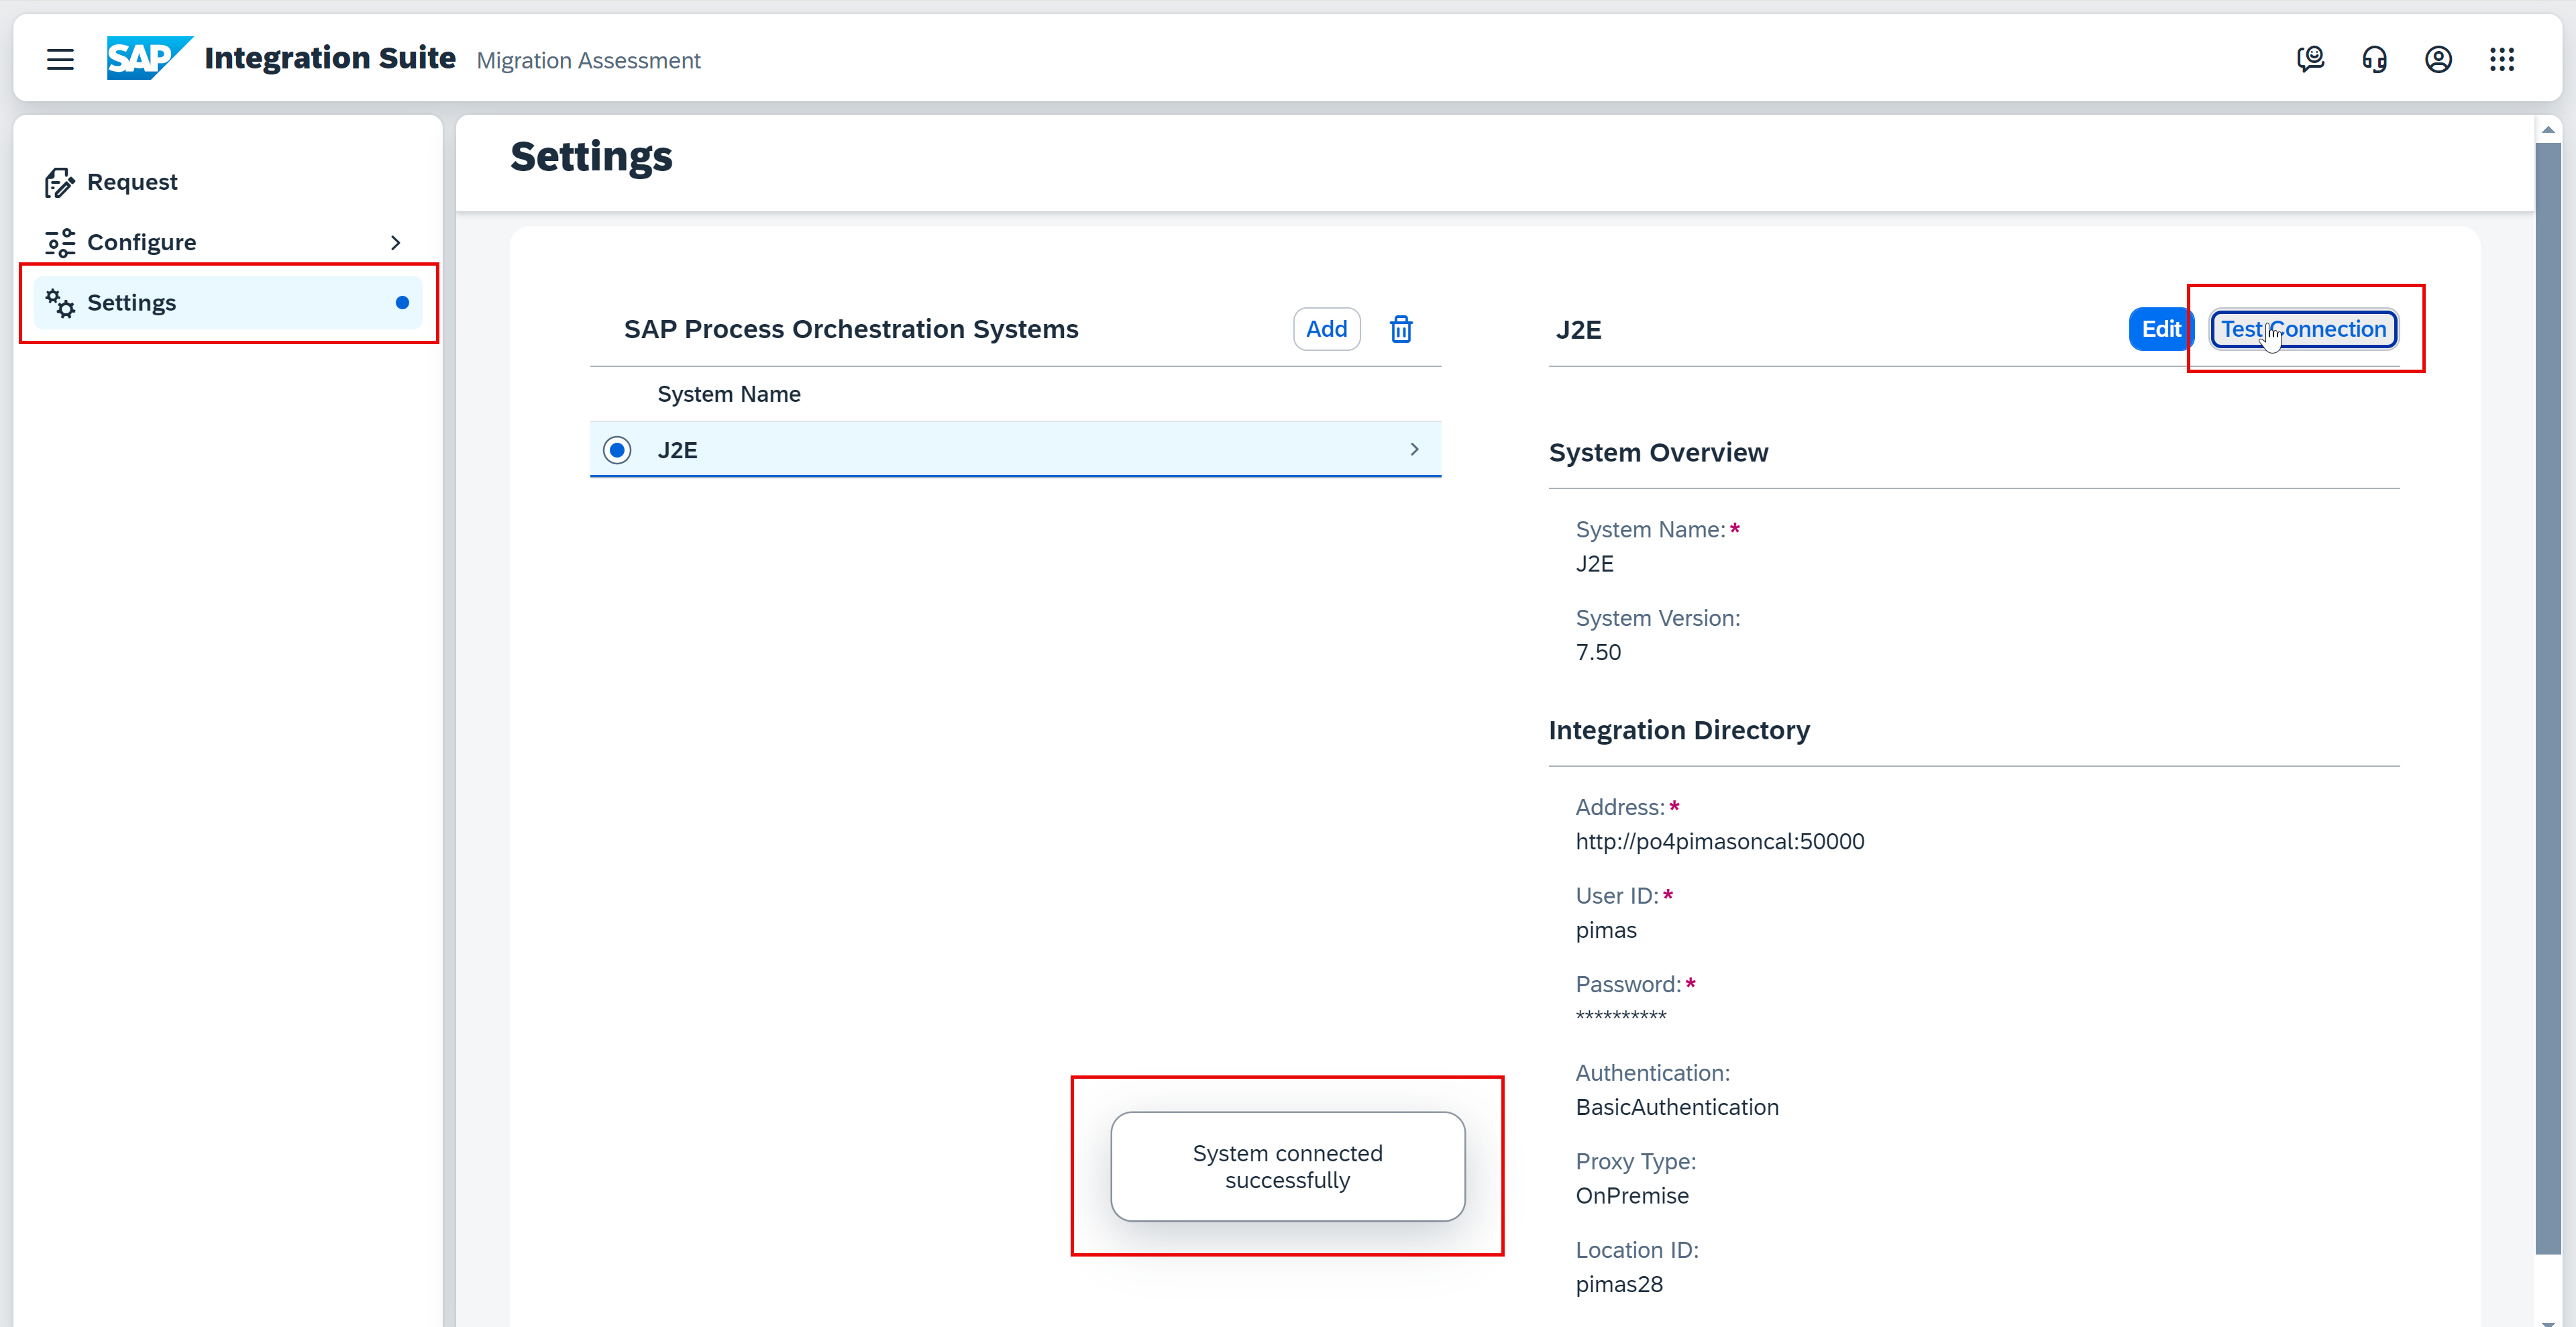 SAP Integration Suite Migration Assessment
Request
Configure
Settings
Settings
SAP Process Orchestration Systems
Add
System Name
J2E
J2E
Edit
Test Connection
System Overview
System Name:*
J2E
System Version:
7.50
Integration Directory
Address:*
http://po4pimasoncal:50000
User ID:*
pimas
Password:*
**********
Authentication:
BasicAuthentication
Proxy Type:
OnPremise
Location ID:
pimas28
System connected
successfully